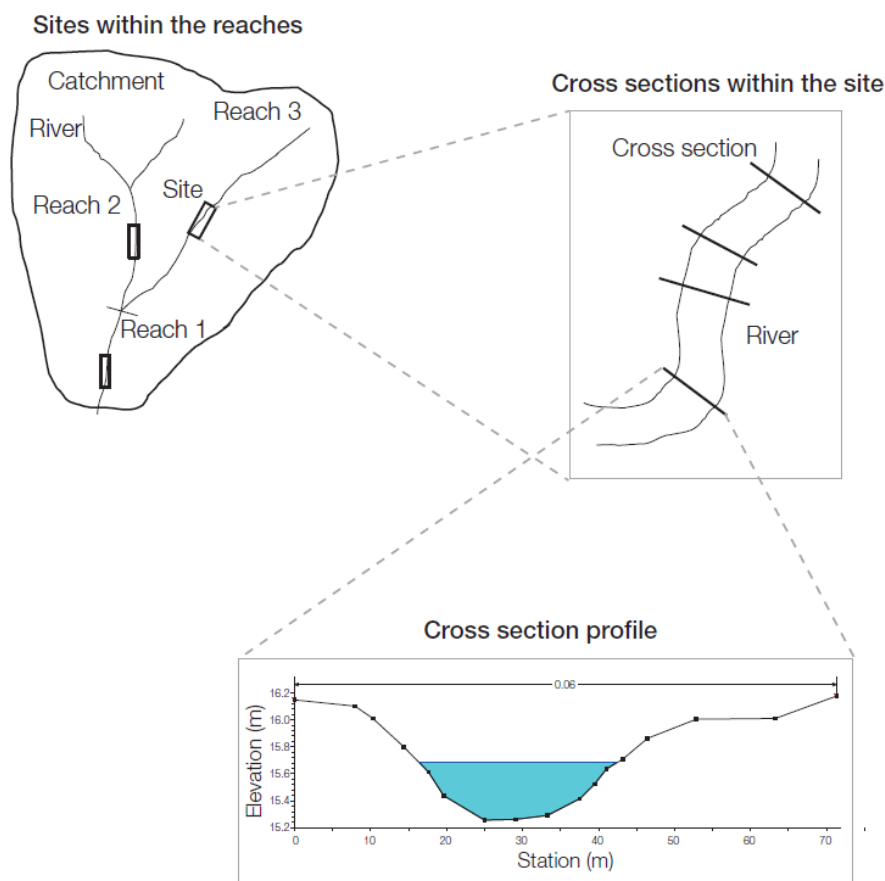 Sites within the reaches
Catchment
River
Reach 3
Reach 2
Site
Reach 1
Cross sections within the site
Cross section
River
Cross section profile
0.06
Elevation (m)
16.2
16.0
15.8
15.6
15.4
15.2
0 10 20 30 40 50 60 70
Station (m)